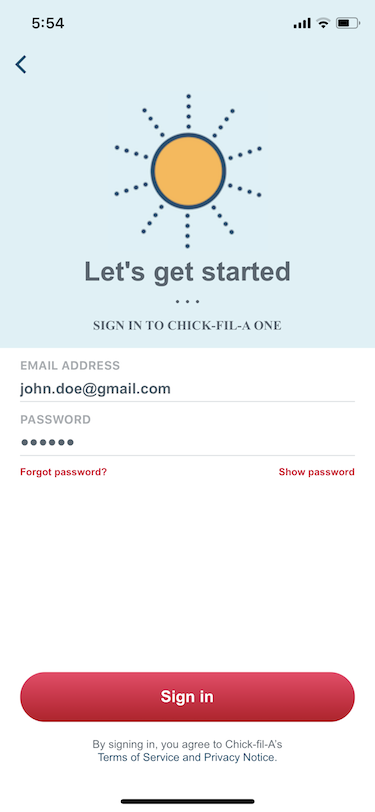 5:54
Let's get started
...
SIGN IN TO CHICK-FIL-A ONE
EMAIL ADDRESS
john.doe@gmail.com
PASSWORD
••••••
Forgot password? Show password
Sign in
By signing in, you agree to Chick-fil-A's
Terms of Service and Privacy Notice.